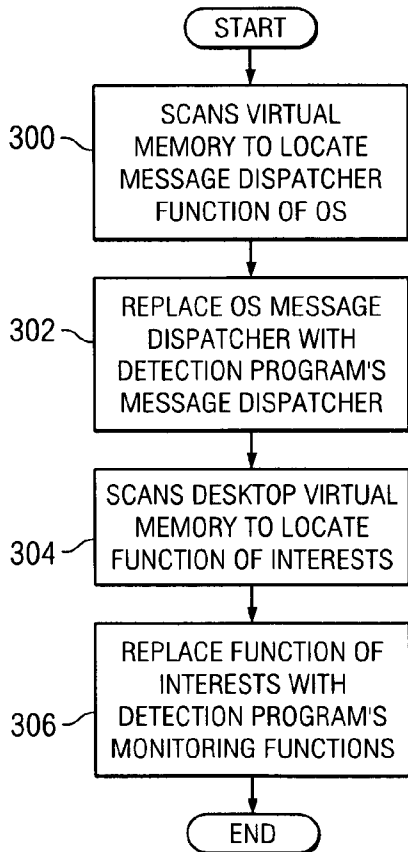 START
300
SCANS VIRTUAL
MEMORY TO LOCATE
MESSAGE DISPATCHER
FUNCTION OF OS
302
REPLACE OS MESSAGE
DISPATCHER WITH
DETECTION PROGRAM'S
MESSAGE DISPATCHER
304
SCANS DESKTOP VIRTUAL
MEMORY TO LOCATE
FUNCTION OF INTERESTS
306
REPLACE FUNCTION OF
INTERESTS WITH
DETECTION PROGRAM'S
MONITORING FUNCTIONS
END